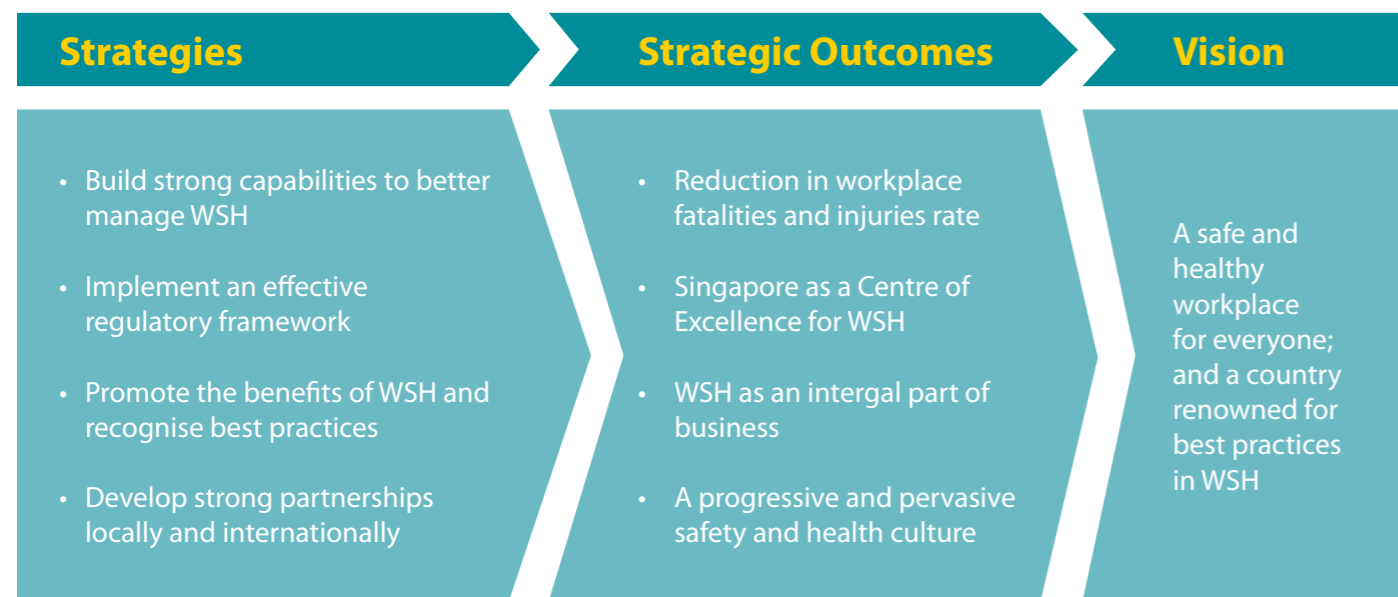 Strategies
• Build strong capabilities to better
manage WSH
• Implement an effective
regulatory framework
• Promote the benefits of WSH and
recognise best practices
• Develop strong partnerships
locally and internationally
Strategic Outcomes
• Reduction in workplace
fatalities and injuries rate
• Singapore as a Centre of
Excellence for WSH
• WSH as an intergal part of
business
• A progressive and pervasive
safety and health culture
Vision
A safe and
healthy
workplace
for everyone;
and a country
renowned for
best practices
in WSH